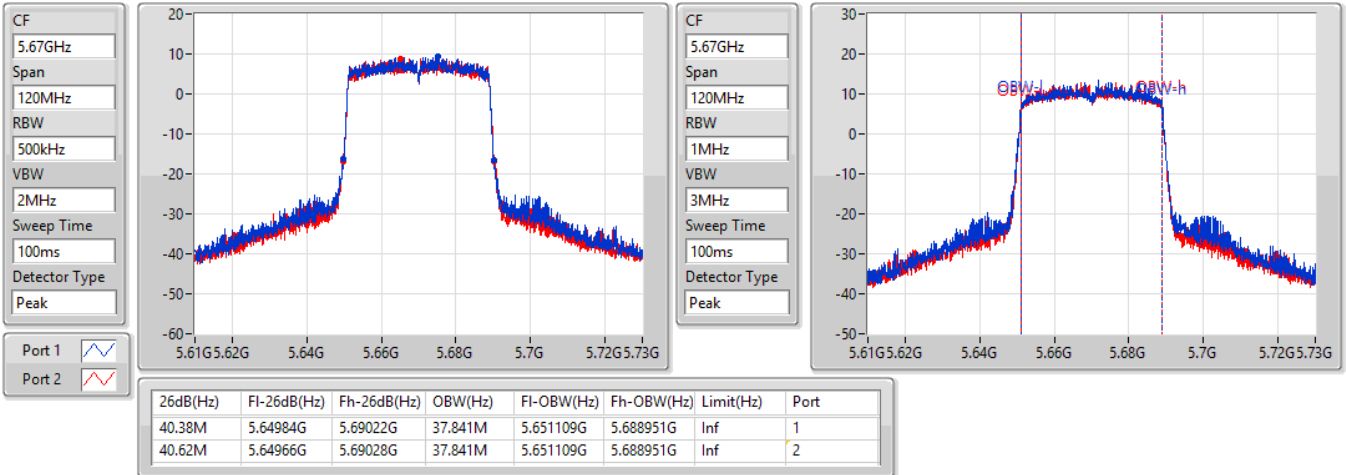 CF
5.67GHz
Span
120MHz
RBW
500kHz
VBW
2MHz
Sweep Time
100ms
Detector Type
Peak
Port 1
Port 2
20
10
0
-10
-20
-30
-40
-50
-60
5.61G 5.62G 5.64G 5.66G 5.68G 5.7G 5.72G 5.73G
CF
5.67GHz
Span
120MHz
RBW
1MHz
VBW
3MHz
Sweep Time
100ms
Detector Type
Peak
30
20
10
0
-10
-20
-30
-40
-50
OBW-l OBW-h
5.61G 5.62G 5.64G 5.66G 5.68G 5.7G 5.72G 5.73G
26dB(Hz) Fl-26dB(Hz) Fh-26dB(Hz) OBW(Hz) Fl-OBW(Hz) Fh-OBW(Hz) Limit(Hz) Port
40.38M 5.64984G 5.69022G 37.841M 5.651109G 5.688951G Inf 1
40.62M 5.64966G 5.69028G 37.841M 5.651109G 5.688951G Inf 2